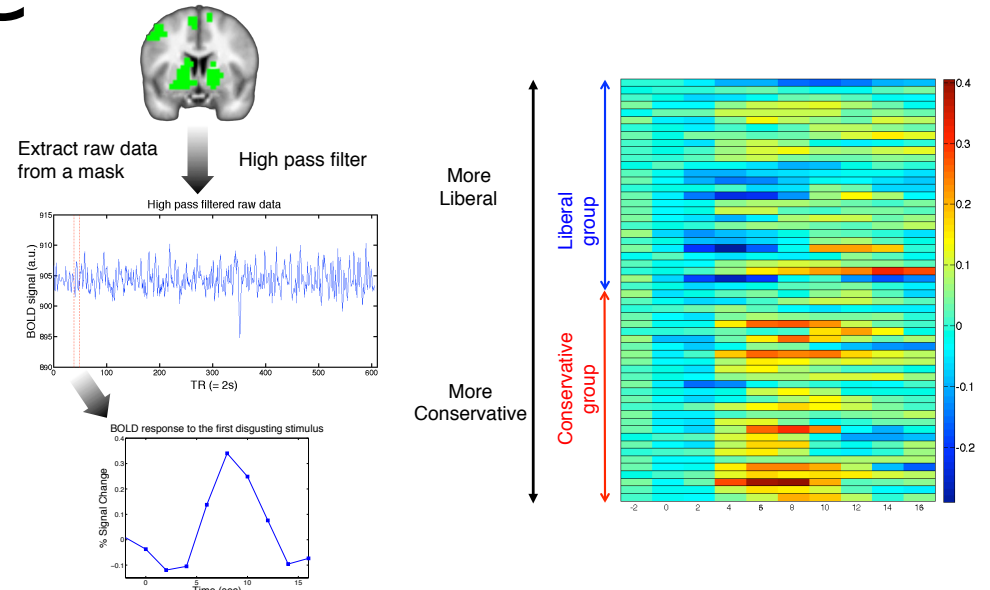 C
Extract raw data
from a mask
High pass filter
High pass filtered raw data
BOLD signal (a.u.)
915
910
905
900
895
890
0 100 200 300 400 500 600
TR (= 2s)
BOLD response to the first disgusting stimulus
% Signal Change
0.4
0.3
0.2
0.1
0
-0.1
0 5 10 15
Time (sec)
More
Liberal
More
Conservative
Liberal
group
Conservative
group
-2 0 2 4 6 8 10 12 14 16
0.4
0.3
0.2
0.1
0
-0.1
-0.2